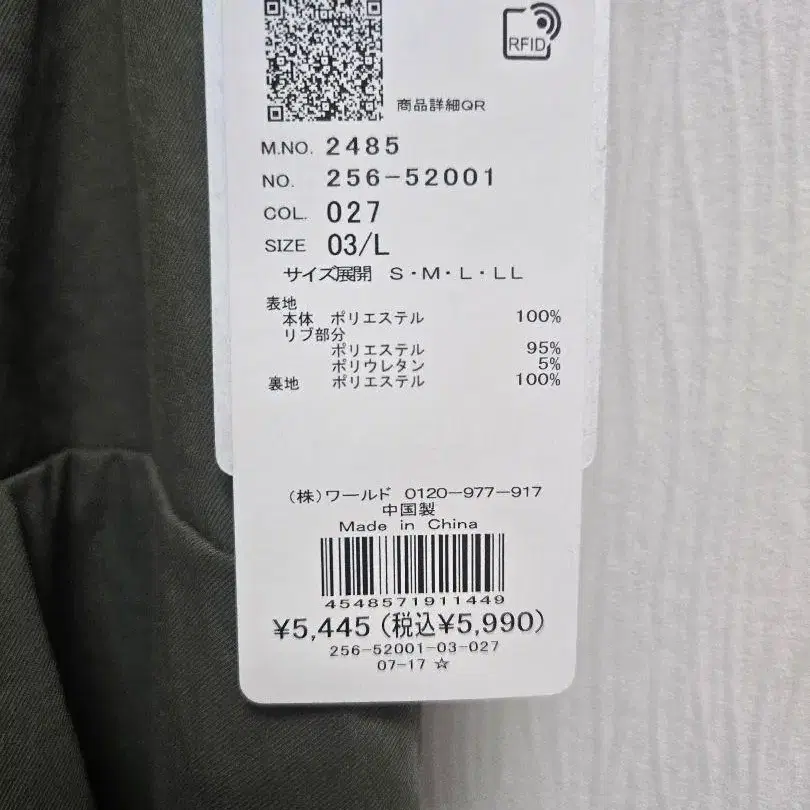 RFID
商品詳細QR
M.NO. 2485
NO. 256-52001
COL. 027
SIZE 03/L
サイズ展開 S・M・L・LL
表地
本体 ポリエステル 100%
リブ部分
ポリエステル 95%
ポリウレタン 5%
裏地 ポリエステル 100%
(株)ワールド 0120-977-917
中国製
Made in China
4548571911449
¥5,445(税込¥5,990)
256-52001-03-027
07-17 ☆